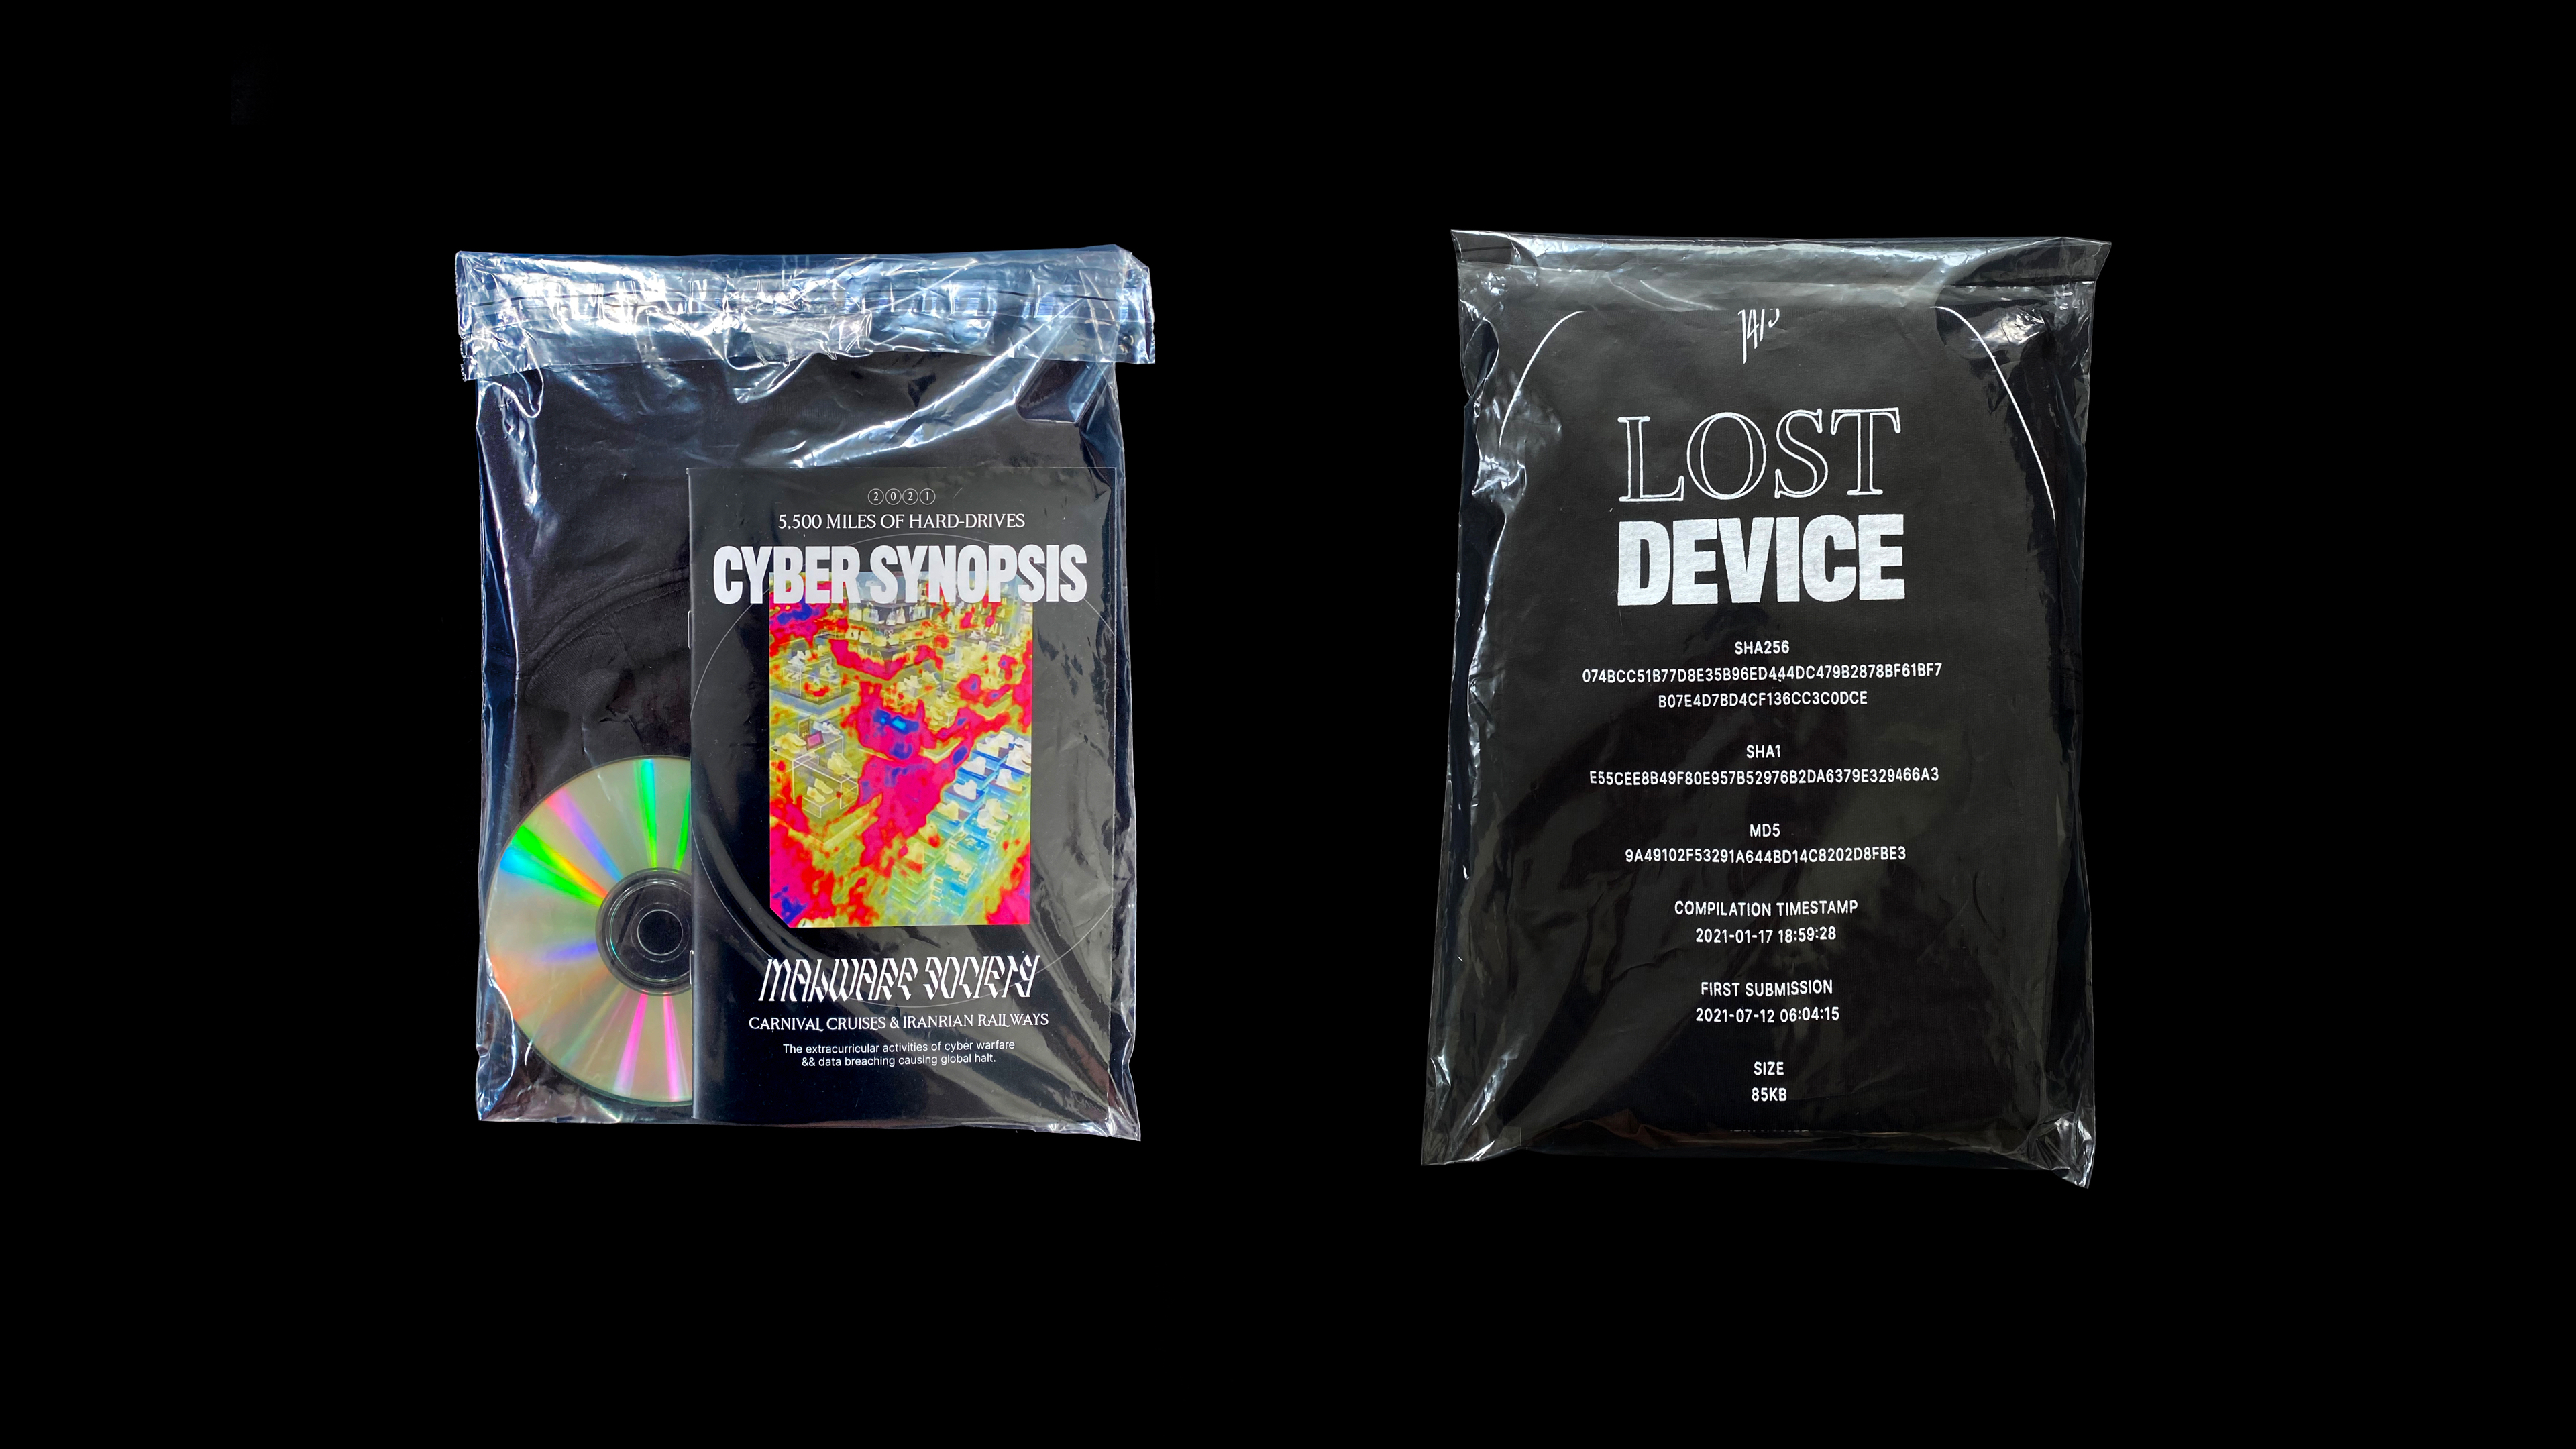 2021
5,500 MILES OF HARD-DRIVES
CYBER SYNOPSIS
MALWARE SOCIETY
CARNIVAL CRUISES & IRANRIAN RAILWAYS
The extracurricular activities of cyber warfare
&& data breaching causing global halt.
LOST
DEVICE
SHA256
074BCC51B77D8E35B96ED444DC479B2878BF61BF7
B07E4D7BD4CF136CC3C0DCE
SHA1
E55CEE8B49F80E957B52976B2DA6379E329466A3
MD5
9A49102F53291A644BD14C8202D8FBE3
COMPILATION TIMESTAMP
2021-01-17 18:59:28
FIRST SUBMISSION
2021-07-12 06:04:15
SIZE
85KB